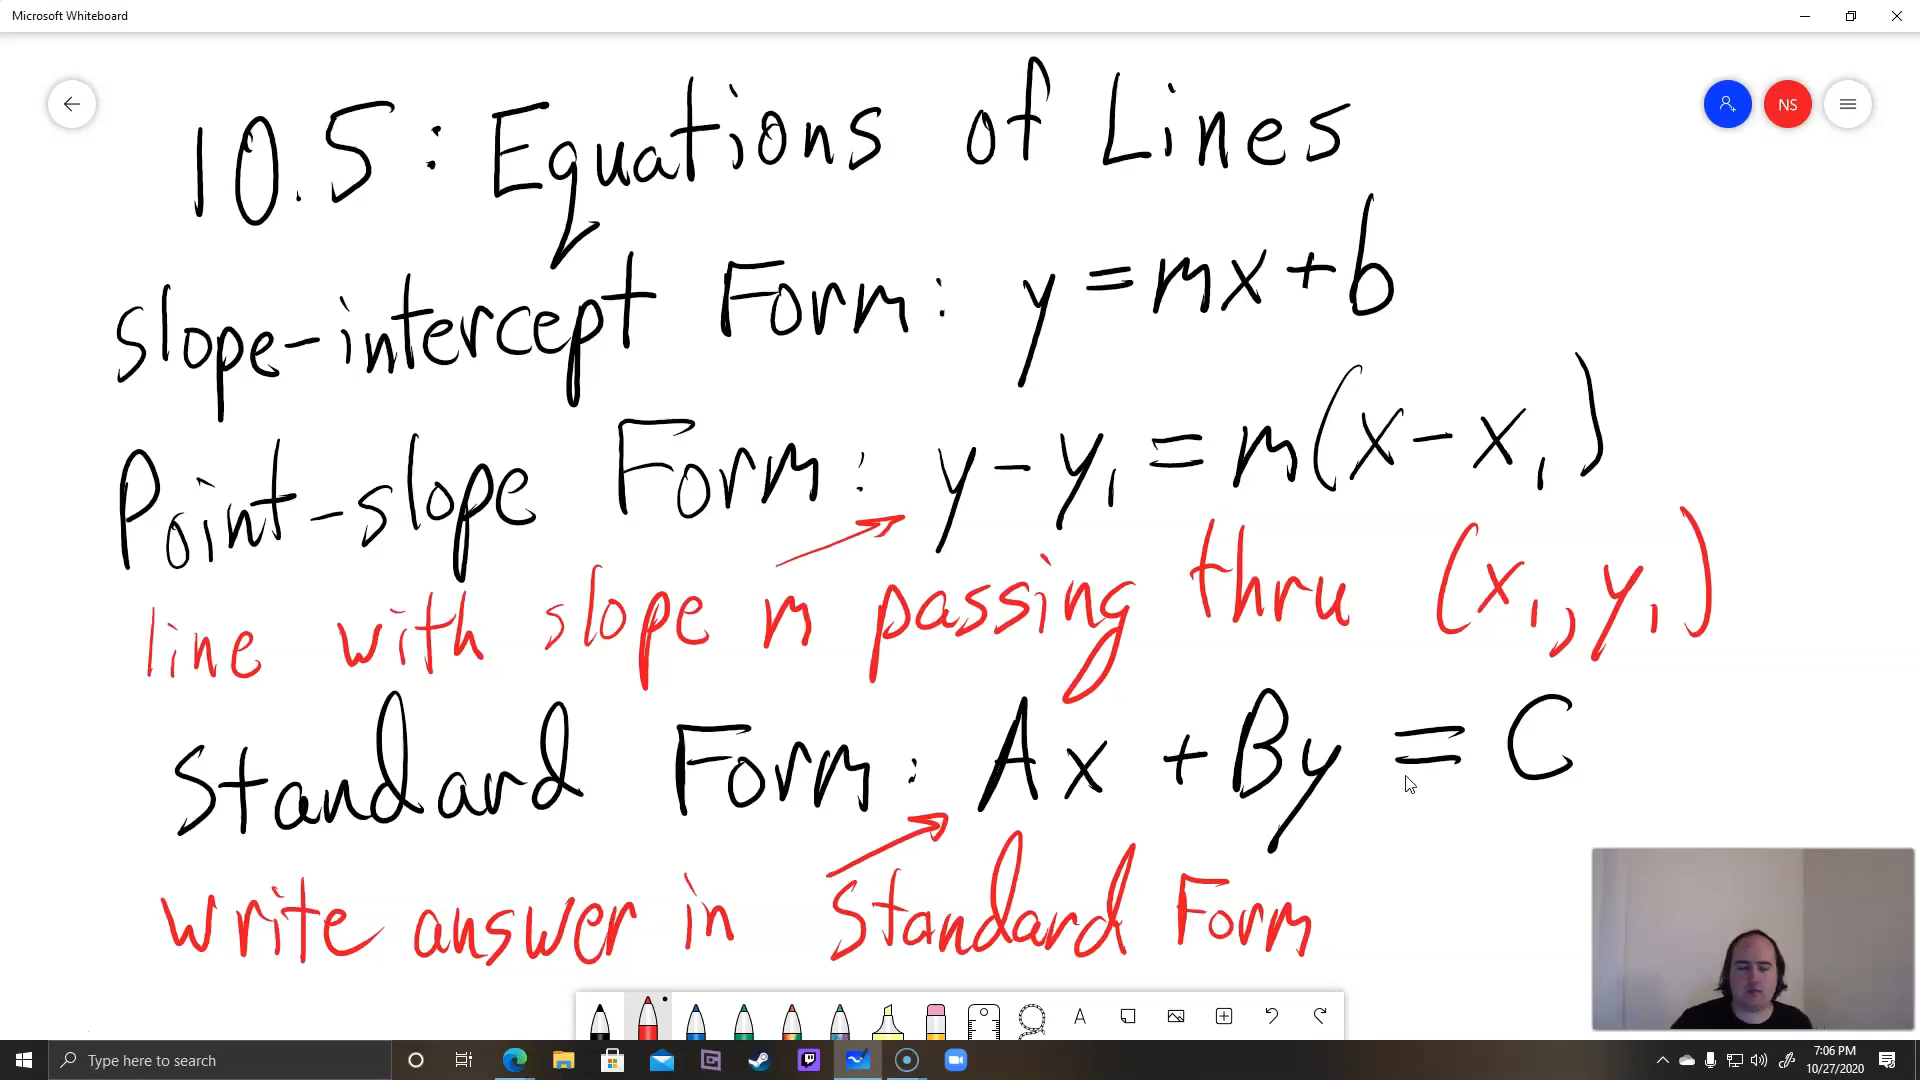 Microsoft Whiteboard
NS
10.5: Equations of Lines
slope-intercept Form: y = mx + b
Point-slope Form: y - y₁ = m(x - x₁)
line with slope m passing thru (x₁, y₁)
Standard Form: Ax + By = C
write answer in Standard Form
A
Type here to search
7:06 PM
10/27/2020